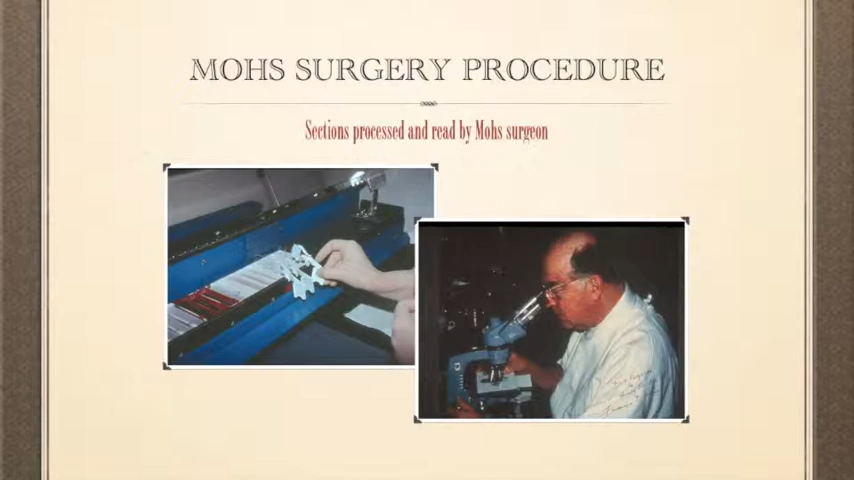 MOHS SURGERY PROCEDURE
Sections processed and read by Mohs surgeon